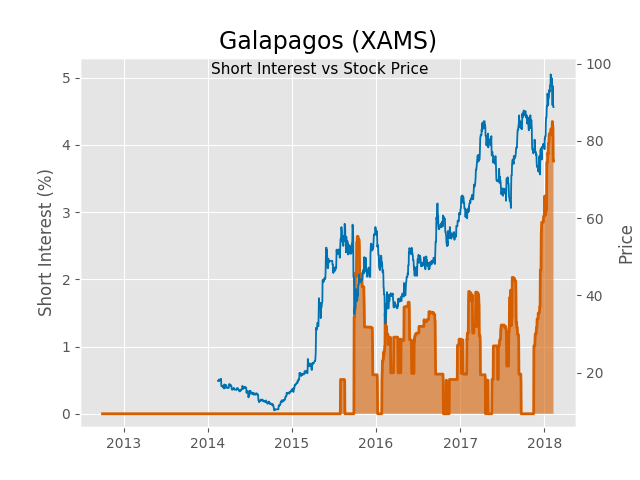 Galapagos (XAMS)
Short Interest vs Stock Price
Short Interest (%)
5
4
3
2
1
0
100
80
60
40
20
Price
2013 2014 2015 2016 2017 2018